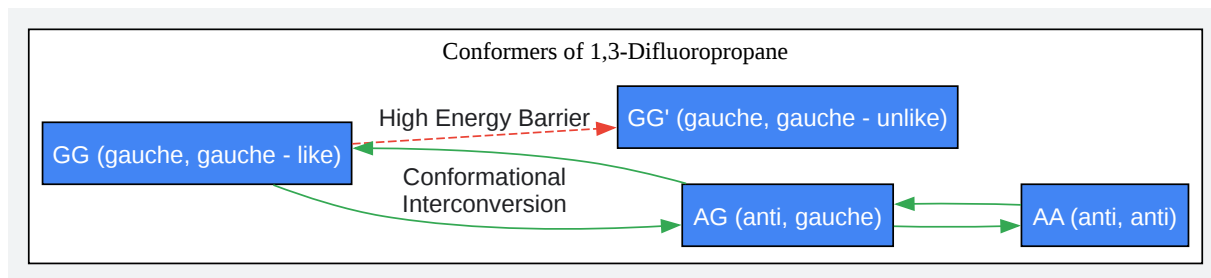 Conformers of 1,3-Difluoropropane
GG' (gauche, gauche - unlike)
High Energy Barrier
GG (gauche, gauche - like)
Conformational
Interconversion
AG (anti, gauche)
AA (anti, anti)